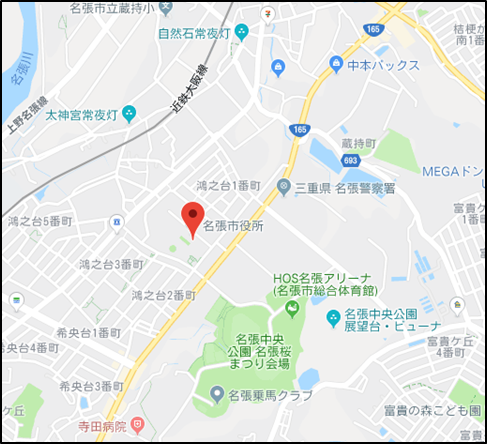 名張市立蔵持小
桔梗が
南1番
自然石常夜灯
165
中本パックス
名張川
近鉄大阪線
上野名張線
太神宮常夜灯
165
蔵持町
693
MEGAドン
鴻之台1番町
三重県 名張警察署
富貴ケ
1番
鴻之台5番町
名張市役所
鴻之台3番町
HOS名張アリーナ
(名張市総合体育館)
鴻之台2番町
名張中央公園
展望台・ビューナ
希央台1番町
名張中央
公園 名張桜
まつり会場
富貴ケ丘
4番町
希央台4番町
希央台3番町
名張乗馬クラブ
ケ丘
富貴の森こども園
寺田病院